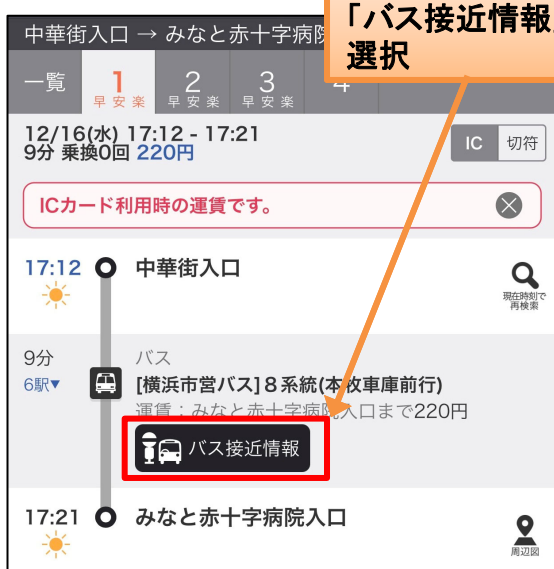 「バス接近情報
選択
中華街入口 → みなと赤十字病院
一覧
1
早 安 楽
2
早 安 楽
3
早 安 楽
4
12/16(水) 17:12 - 17:21
9分 乗換0回 220円
IC 切符
ICカード利用時の運賃です。
17:12 中華街入口
現在時刻で
再検索
9分 バス
6駅▼ [横浜市営バス]８系統(本牧車庫前行)
運賃：みなと赤十字病院入口まで220円
バス接近情報
17:21 みなと赤十字病院入口
周辺図